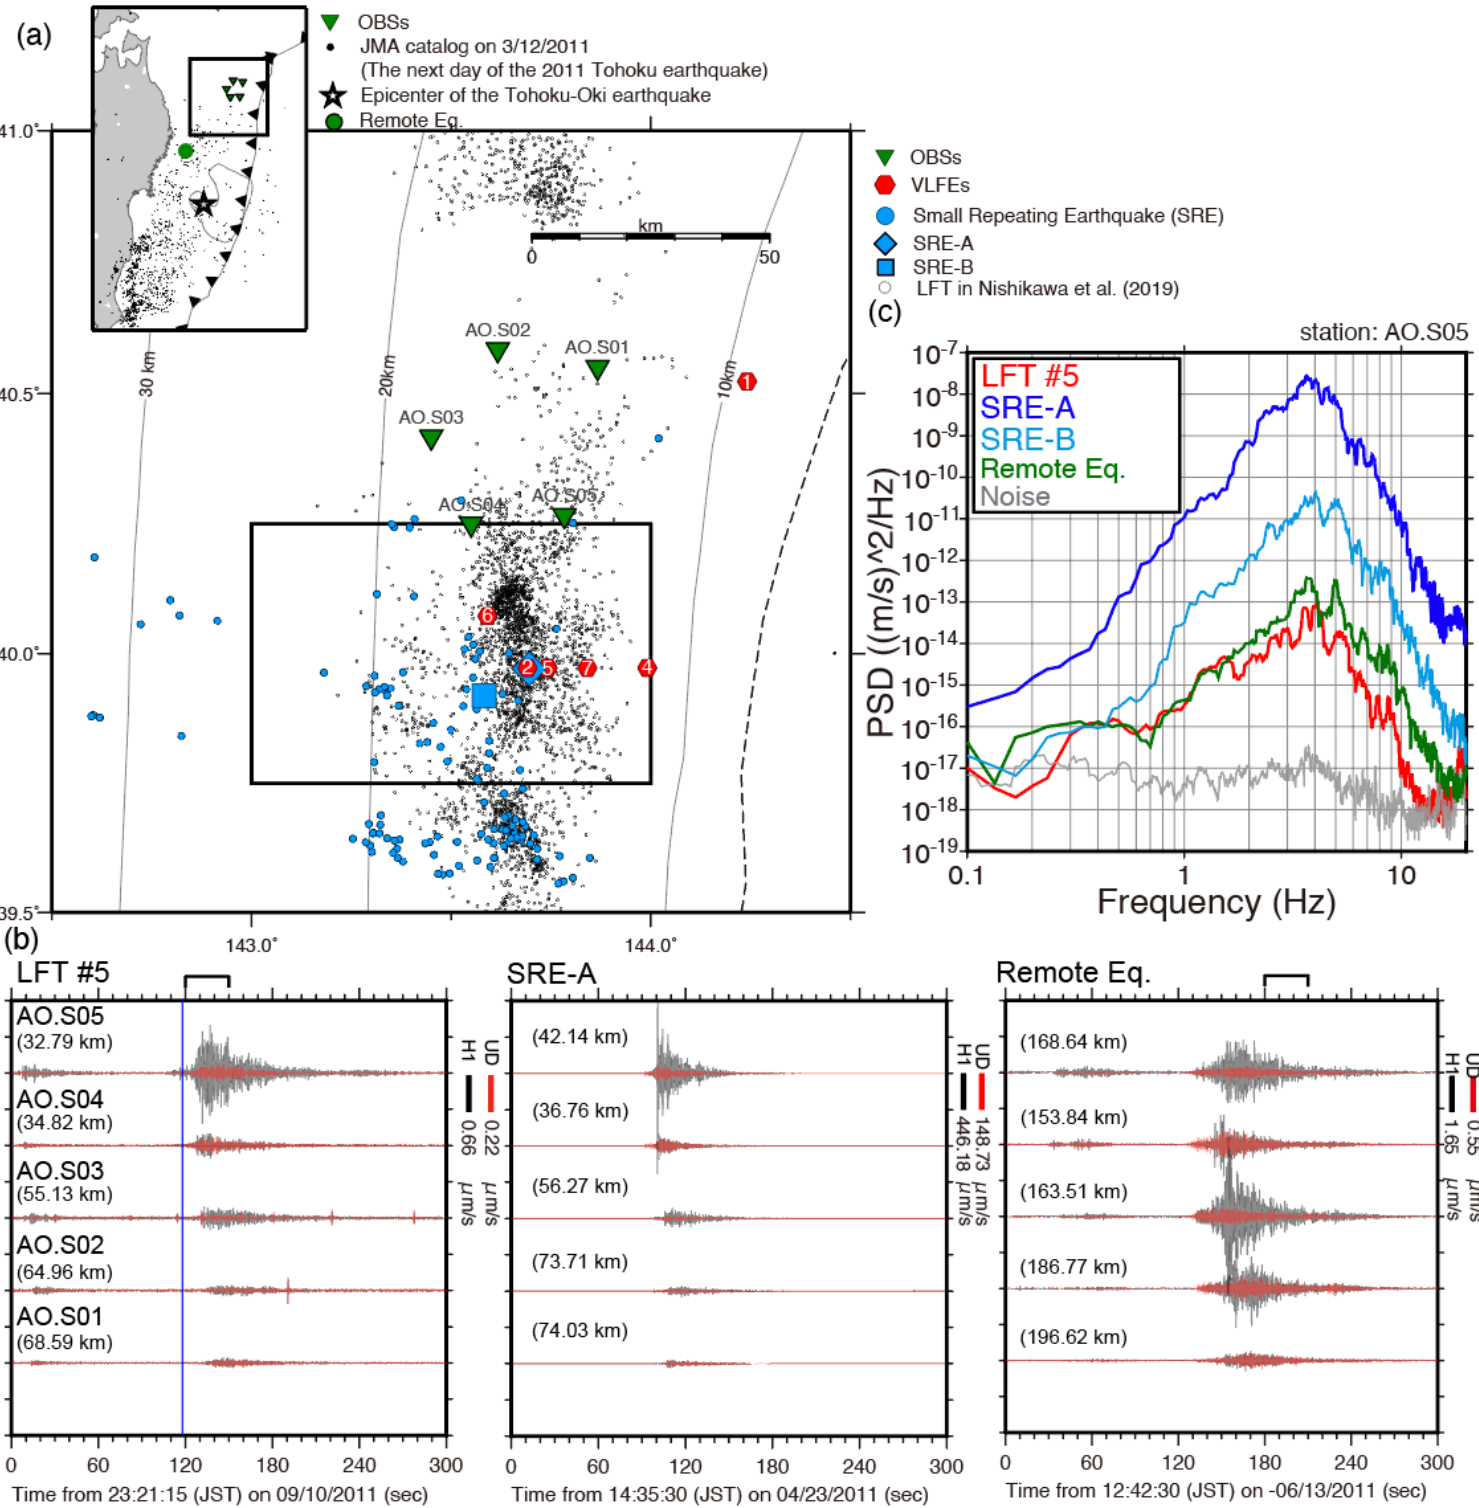 (a)
OBSs
JMA catalog on 3/12/2011
(The next day of the 2011 Tohoku earthquake)
Epicenter of the Tohoku-Oki earthquake
Remote Eq.
41.0°
40.5°
40.0°
39.5°
143.0°
144.0°
km
0
50
30 km
20km
10km
AO.S02
AO.S01
AO.S03
AO.S04
AO.S05
1
6
2
5
7
4
OBSs
VLFEs
Small Repeating Earthquake (SRE)
SRE-A
SRE-B
LFT in Nishikawa et al. (2019)
(c)
station: AO.S05
LFT #5
SRE-A
SRE-B
Remote Eq.
Noise
PSD ((m/s)^2/Hz)
10-7
10-8
10-9
10-10
10-11
10-12
10-13
10-14
10-15
10-16
10-17
10-18
10-19
0.1
1
10
Frequency (Hz)
(b)
LFT #5
AO.S05
(32.79 km)
AO.S04
(34.82 km)
AO.S03
(55.13 km)
AO.S02
(64.96 km)
AO.S01
(68.59 km)
UD 0.22 μm/s
H1 0.66 μm/s
0 60 120 180 240 300
Time from 23:21:15 (JST) on 09/10/2011 (sec)
SRE-A
(42.14 km)
(36.76 km)
(56.27 km)
(73.71 km)
(74.03 km)
UD 148.73 μm/s
H1 446.18 μm/s
0 60 120 180 240 300
Time from 14:35:30 (JST) on 04/23/2011 (sec)
Remote Eq.
(168.64 km)
(153.84 km)
(163.51 km)
(186.77 km)
(196.62 km)
UD 0.55 μm/s
H1 1.65 μm/s
0 60 120 180 240 300
Time from 12:42:30 (JST) on -06/13/2011 (sec)